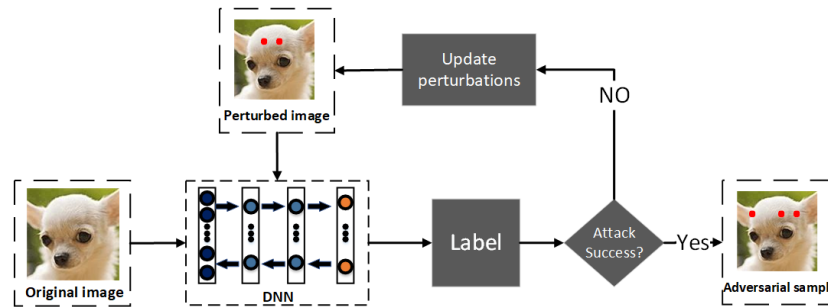 Update
perturbations
Perturbed image
NO
Original image
DNN
Label
Attack
Success?
Yes
Adversarial sampl